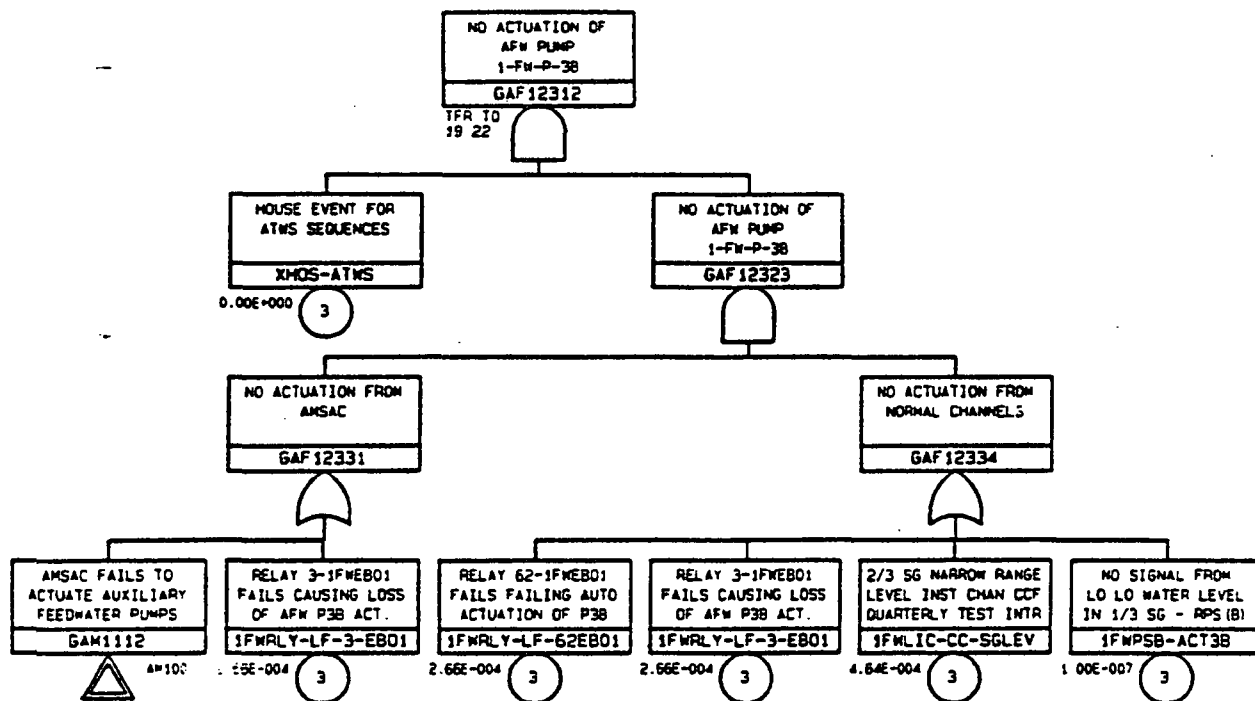 NO ACTUATION OF
AFW PUMP
1-FW-P-3B
GAF12312
TFR TO
19 22
HOUSE EVENT FOR
ATWS SEQUENCES
XHOS-ATWS
0.00E+000
3
NO ACTUATION OF
AFW PUMP
1-FW-P-3B
GAF12323
NO ACTUATION FROM
AMSAC
GAF12331
NO ACTUATION FROM
NORMAL CHANNELS
GAF12334
AMSAC FAILS TO
ACTUATE AUXILIARY
FEEDWATER PUMPS
GAM1112
RELAY 3-1FWEB01
FAILS CAUSING LOSS
OF AFW P3B ACT.
1FWRLY-LF-3-EB01
3
RELAY 62-1FWEB01
FAILS FAILING AUTO
ACTUATION OF P3B
1FWRLY-LF-62EB01
2.66E-004
3
RELAY 3-1FWEB01
FAILS CAUSING LOSS
OF AFW P3B ACT.
1FWRLY-LF-3-EB01
2.66E-004
3
2/3 SG NARROW RANGE
LEVEL INST CHAN CCF
QUARTERLY TEST INTR
1FWLIC-CC-SGLEV
4.64E-004
3
NO SIGNAL FROM
LO LO WATER LEVEL
IN 1/3 SG - RPS(B)
1FWPSB-ACT3B
1.00E-007
3